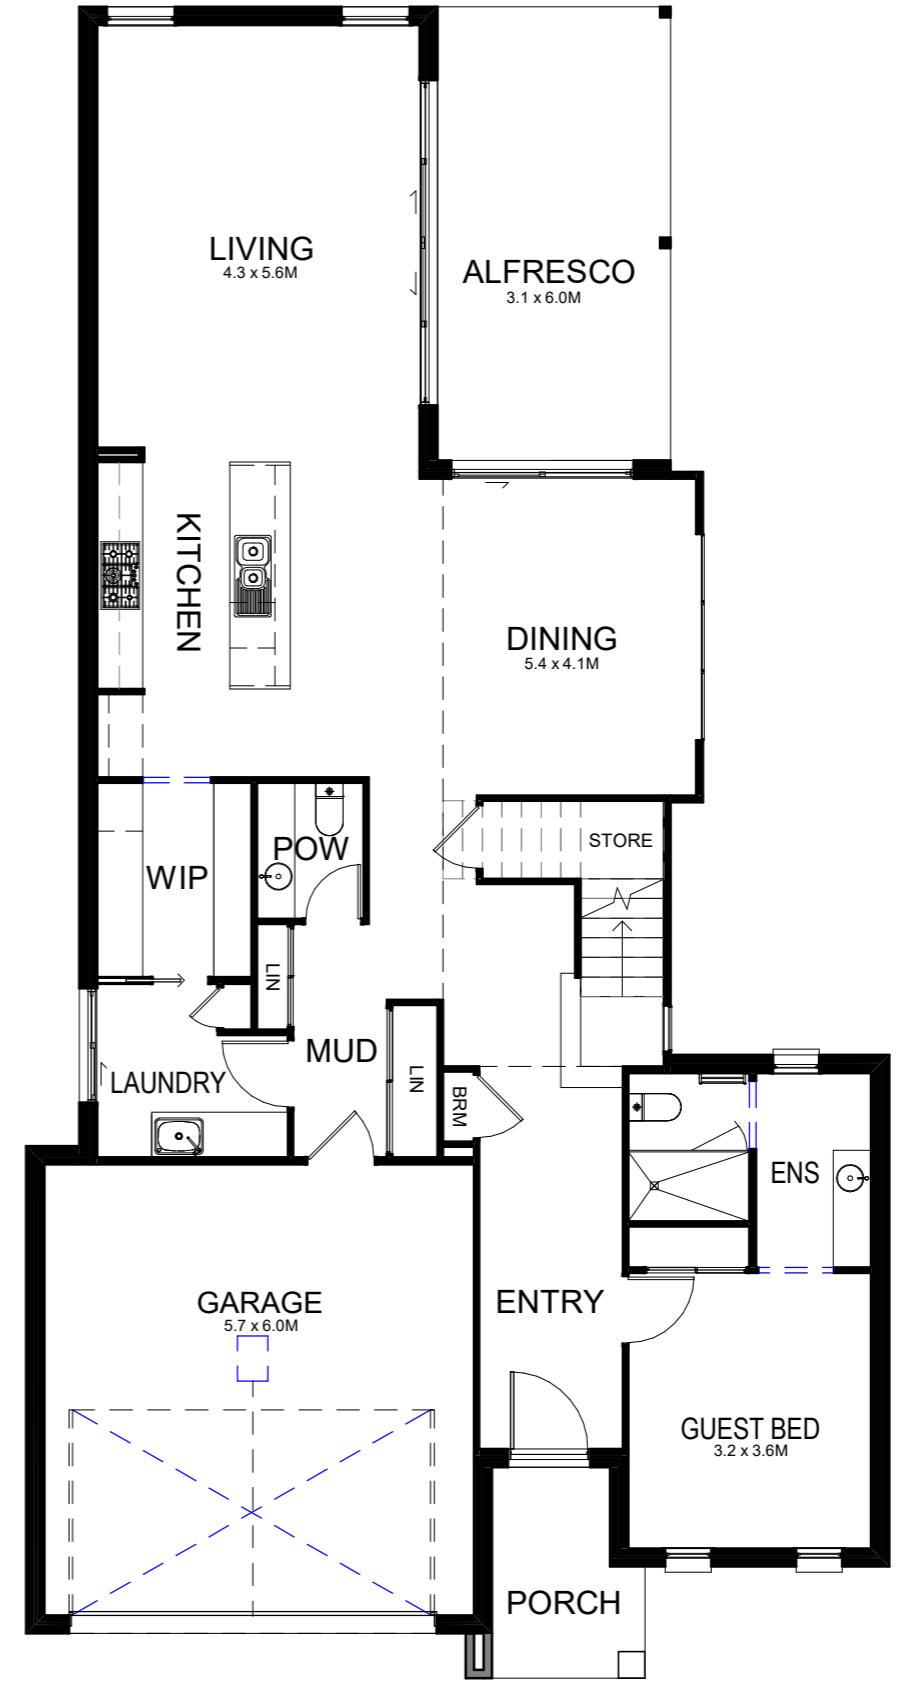 LIVING
4.3 x 5.6M
ALFRESCO
3.1 x 6.0M
KITCHEN
DINING
5.4 x 4.1M
STORE
POW
WIP
LIN
MUD
LAUNDRY
LIN
BRM
ENS
GARAGE
5.7 x 6.0M
ENTRY
GUEST BED
3.2 x 3.6M
PORCH